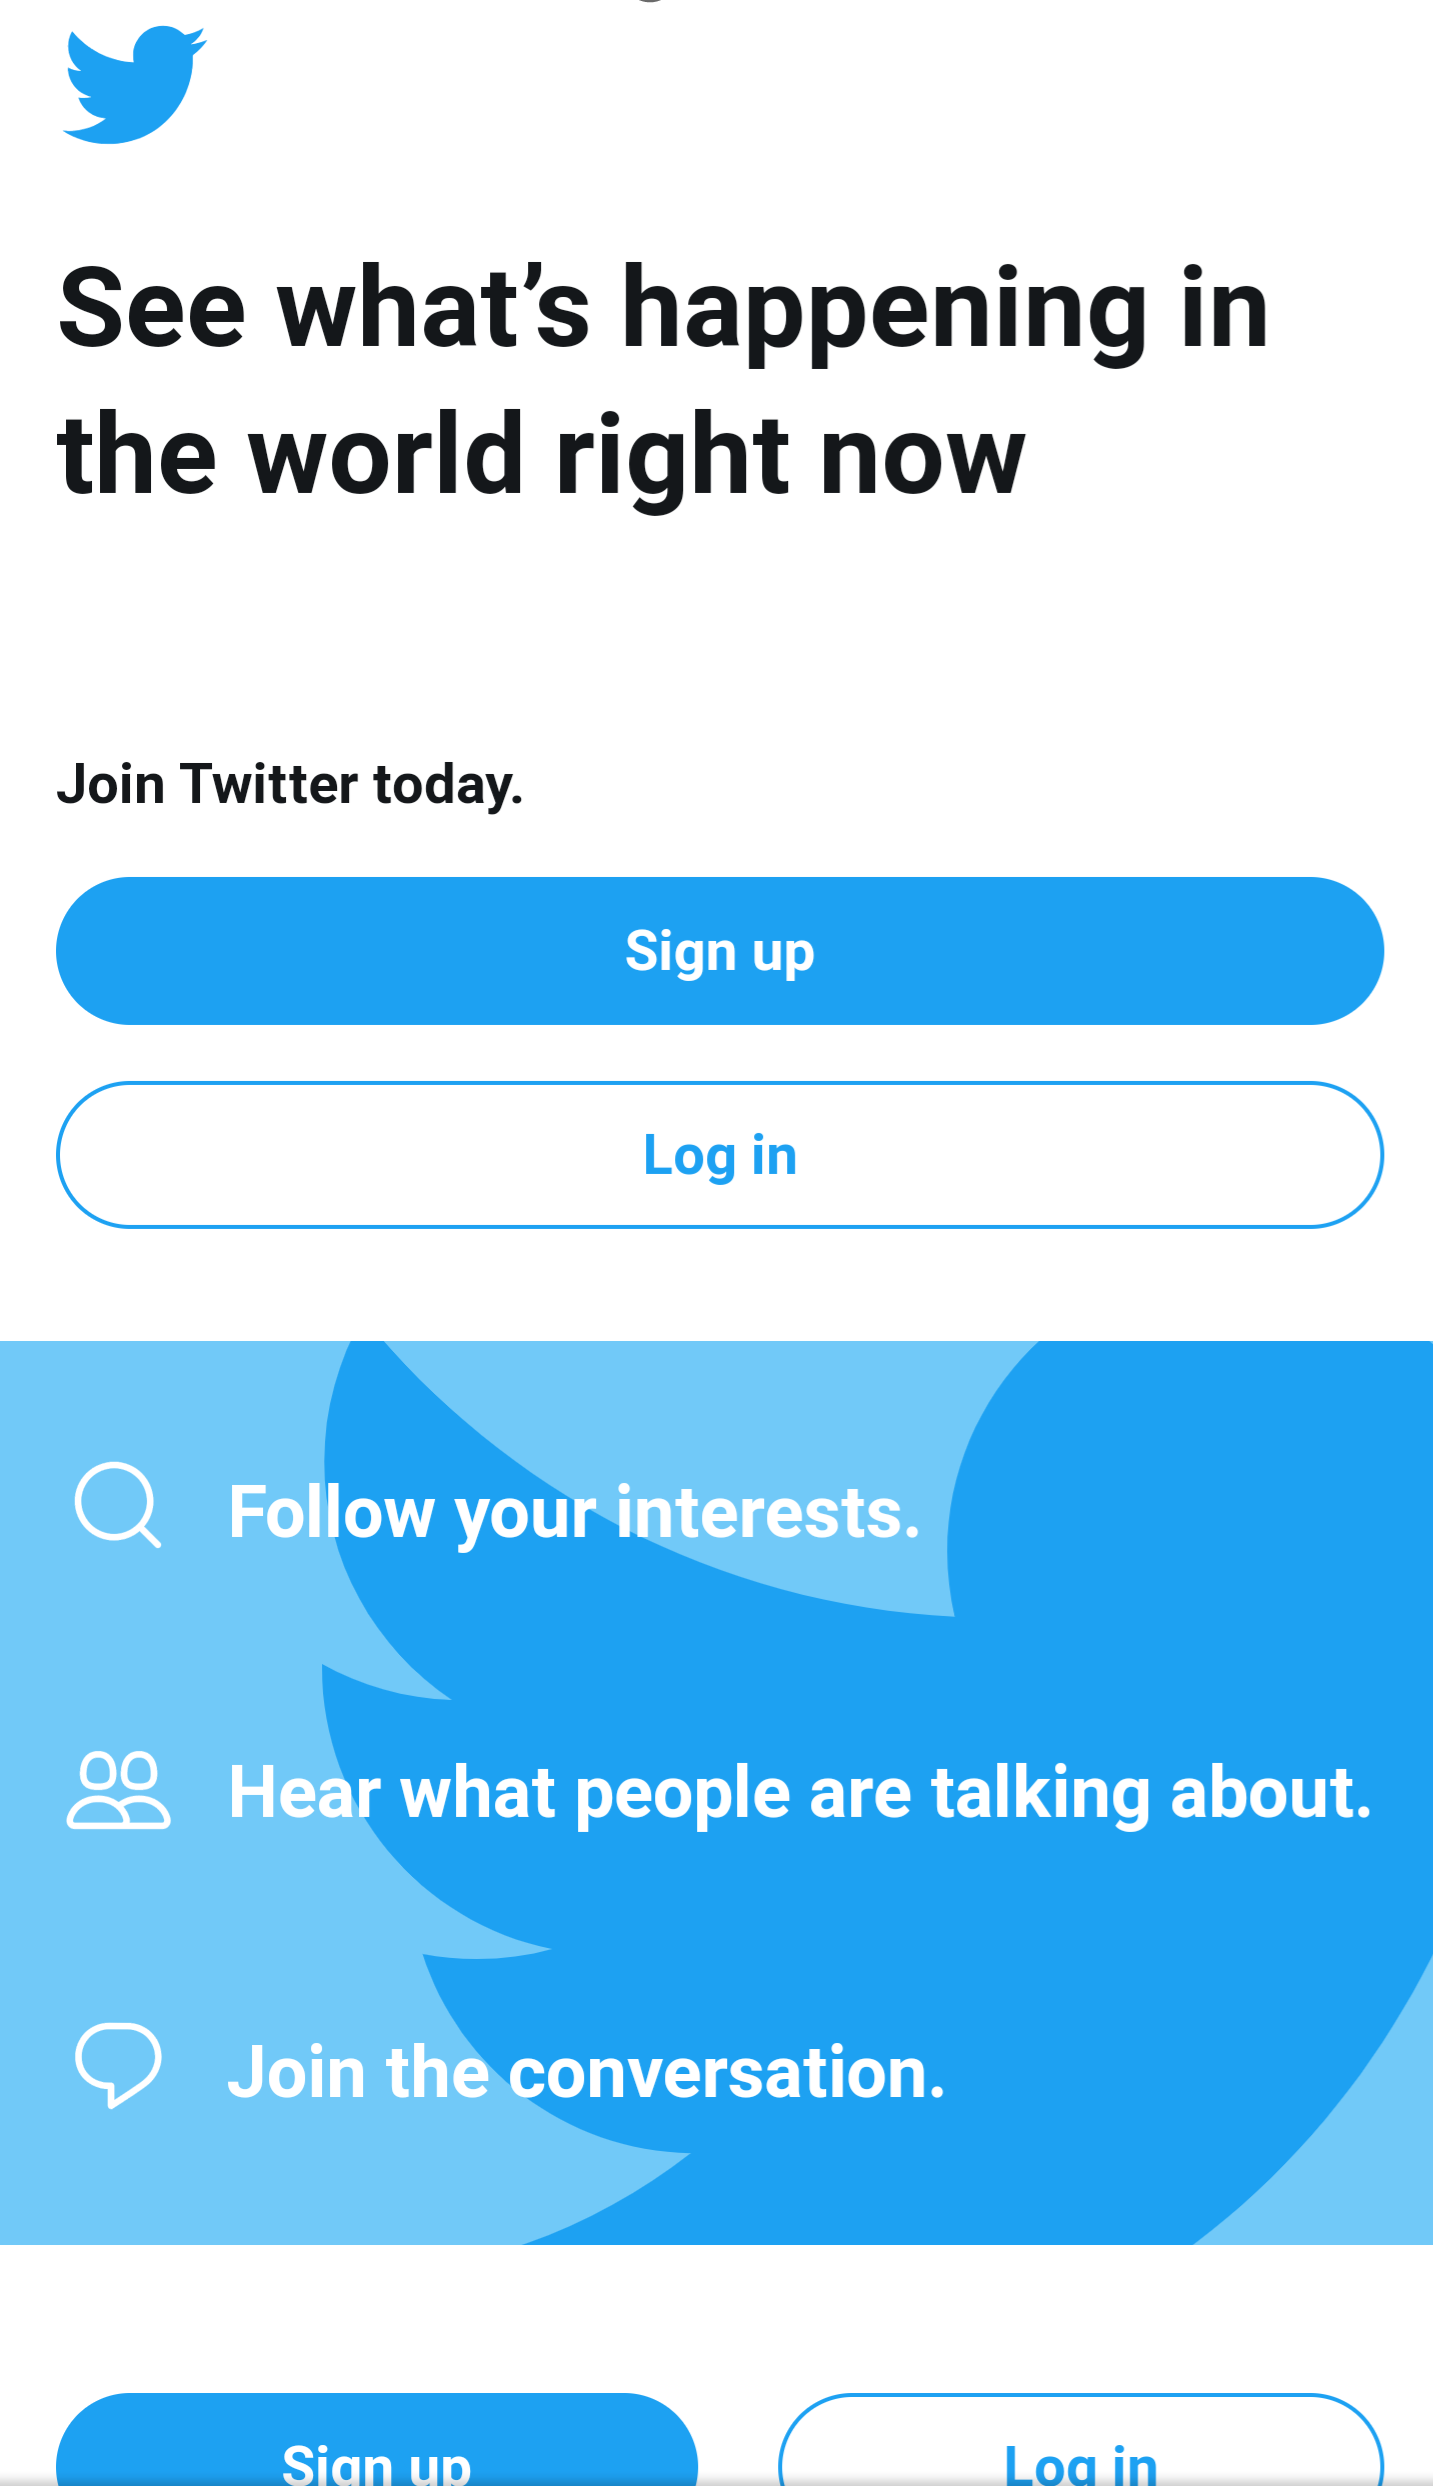 See what’s happening in
the world right now
Join Twitter today.
Sign up
Log in
Follow your interests.
Hear what people are talking about.
Join the conversation.
Sign up
Log in